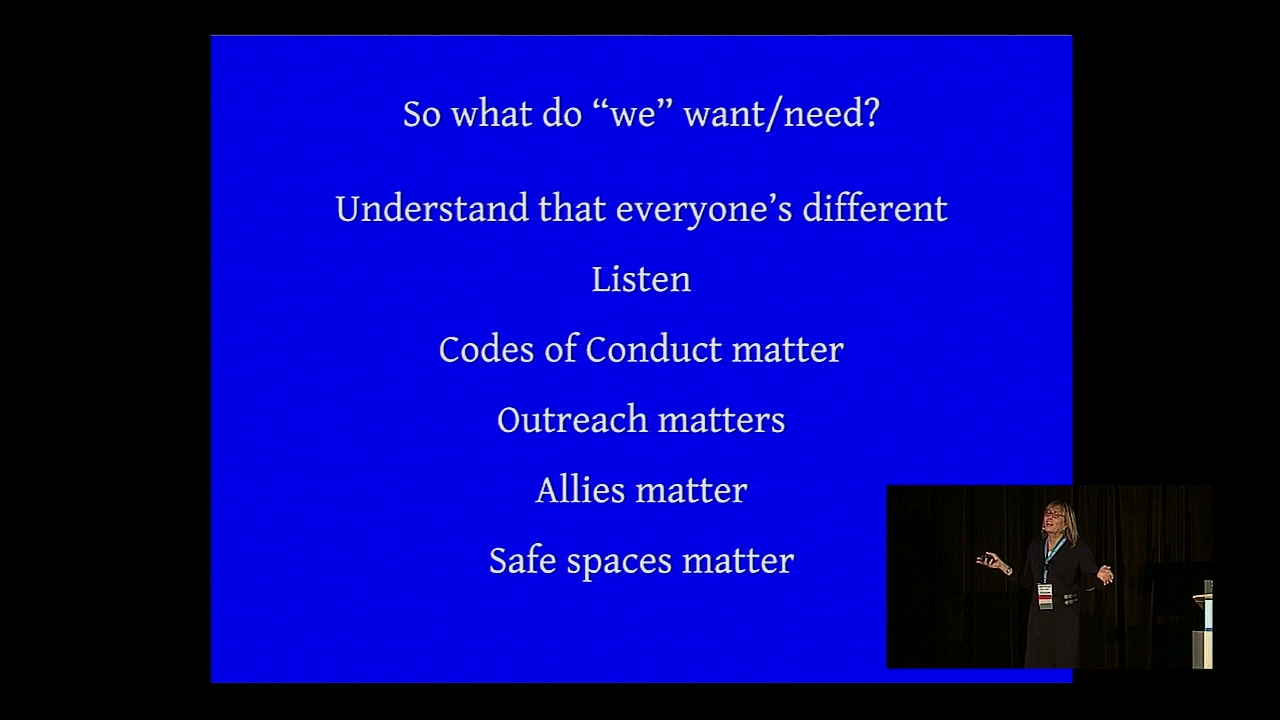 So what do “we” want/need?
Understand that everyone’s different
Listen
Codes of Conduct matter
Outreach matters
Allies matter
Safe spaces matter